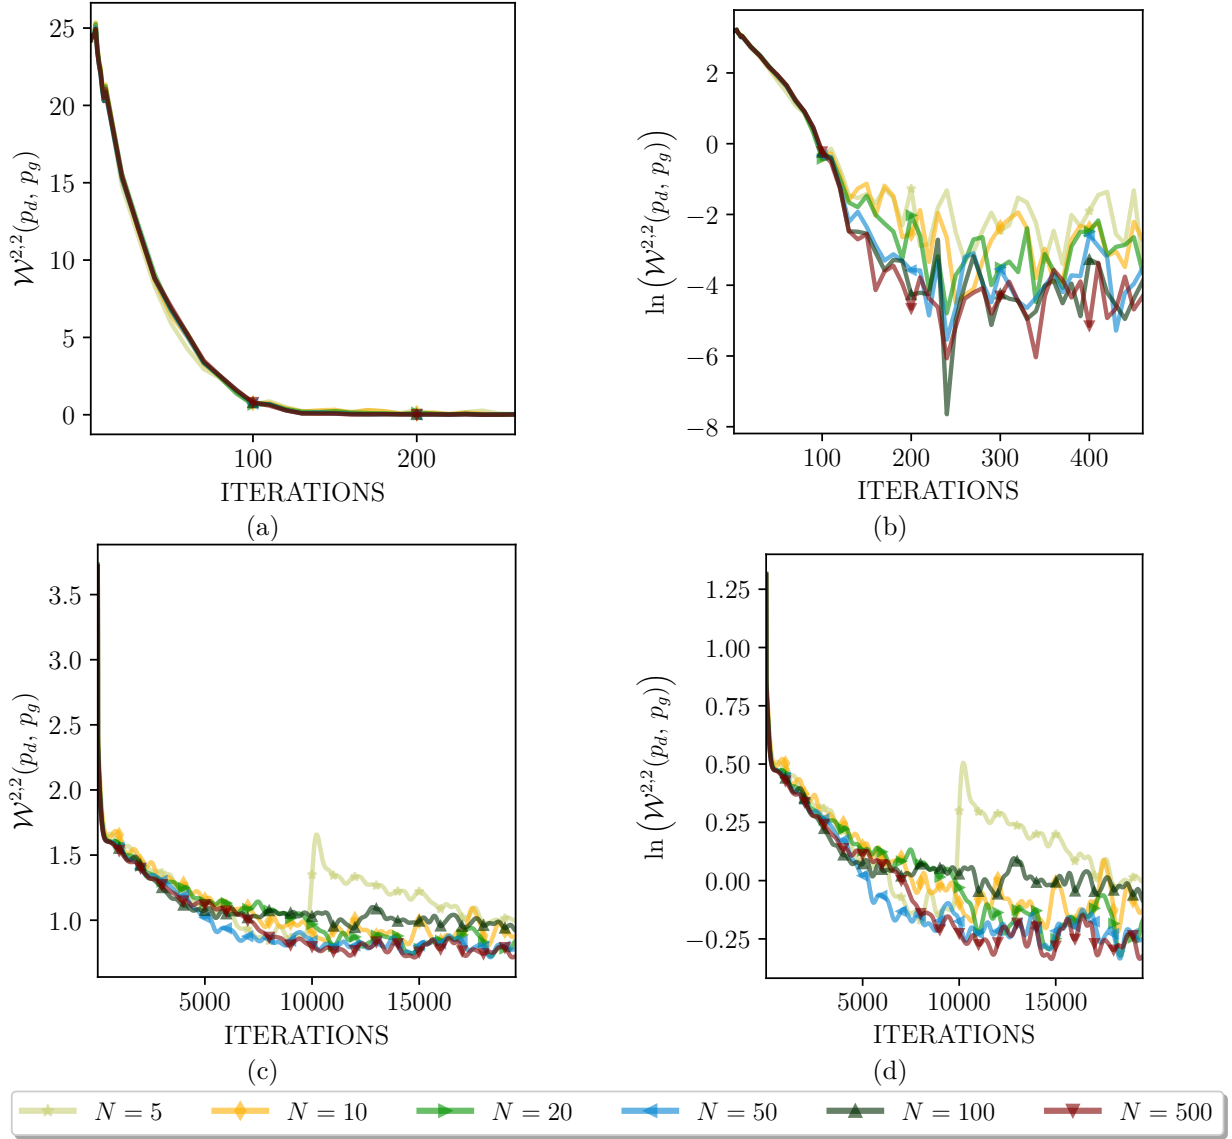 25
20
15
10
5
0
𝒲^{2,2}(p_d, p_g)
100 200
ITERATIONS
(a)
2
0
−2
−4
−6
−8
ln (𝒲^{2,2}(p_d, p_g))
100 200 300 400
ITERATIONS
(b)
3.5
3.0
2.5
2.0
1.5
1.0
𝒲^{2,2}(p_d, p_g)
5000 10000 15000
ITERATIONS
(c)
1.25
1.00
0.75
0.50
0.25
0.00
−0.25
ln (𝒲^{2,2}(p_d, p_g))
5000 10000 15000
ITERATIONS
(d)
N = 5 N = 10 N = 20 N = 50 N = 100 N = 500